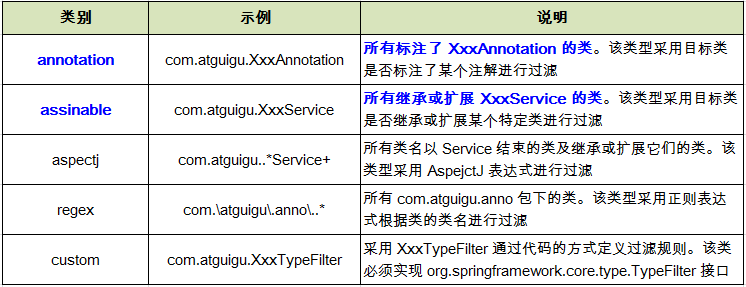 类别 示例 说明
annotation com.atguigu.XxxAnnotation 所有标注了 XxxAnnotation 的类。该类型采用目标类
是否标注了某个注解进行过滤
assinable com.atguigu.XxxService 所有继承或扩展 XxxService 的类。该类型采用目标类
是否继承或扩展某个特定类进行过滤
aspectj com.atguigu..*Service+ 所有类名以 Service 结束的类及继承或扩展它们的类。该
类型采用 AspejctJ 表达式进行过滤
regex com.\atguigu\.anno\..* 所有 com.atguigu.anno 包下的类。该类型采用正则表达
式根据类的类名进行过滤
custom com.atguigu.XxxTypeFilter 采用 XxxTypeFilter 通过代码的方式定义过滤规则。该类
必须实现 org.springframework.core.type.TypeFilter 接口